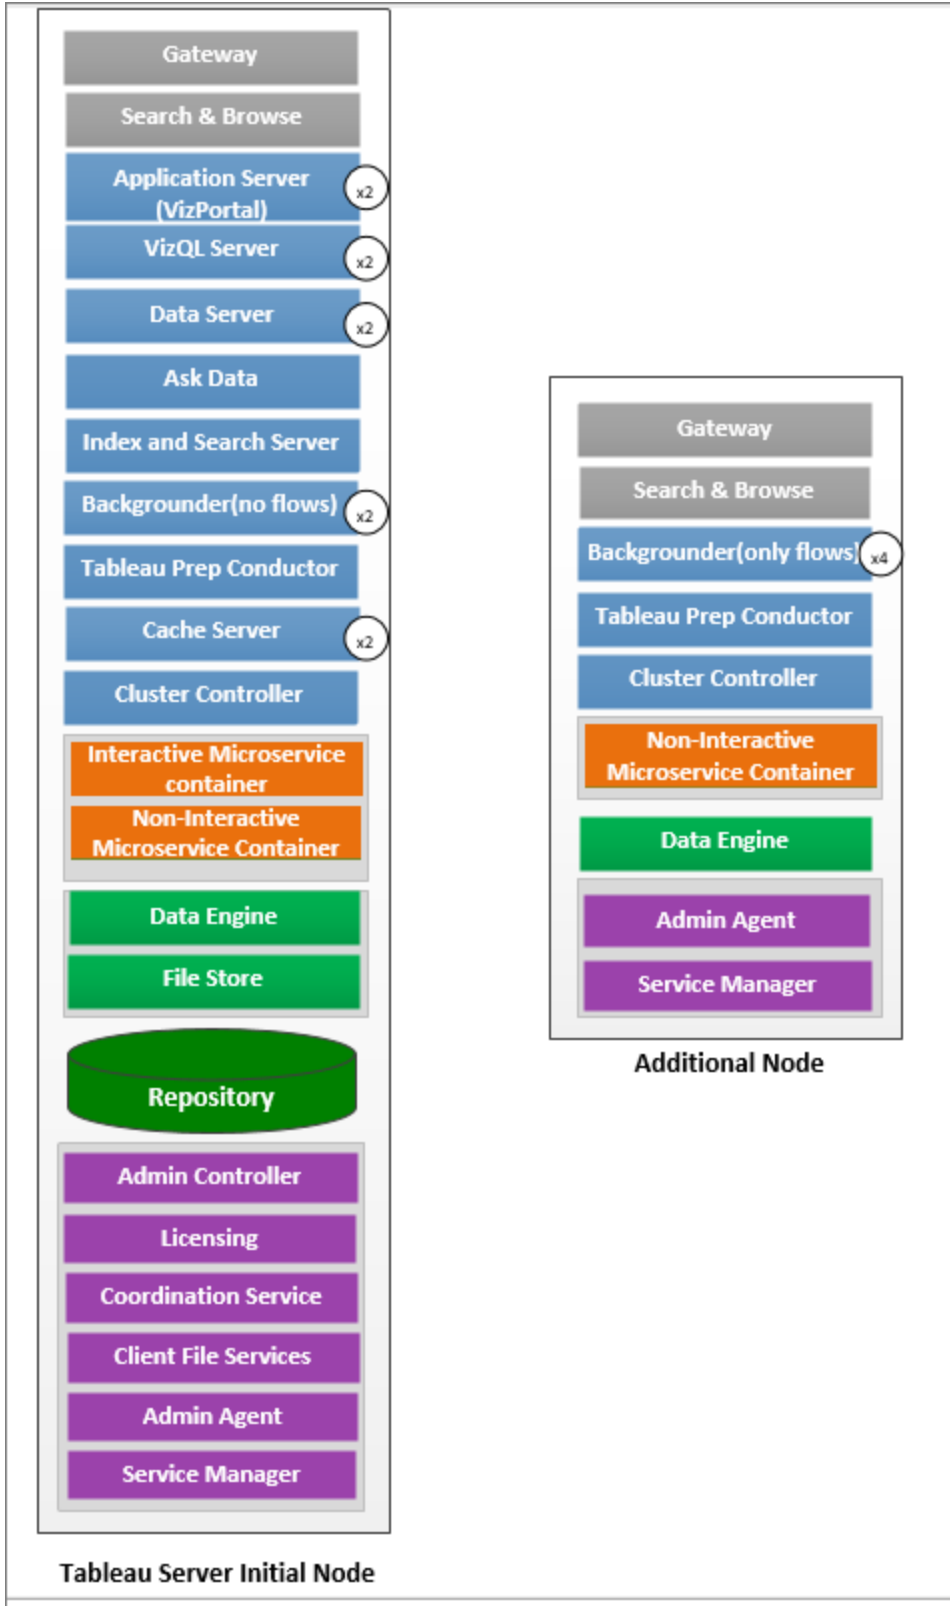 Gateway
Search & Browse
Application Server
(VizPortal)
x2
VizQL Server
x2
Data Server
x2
Ask Data
Index and Search Server
Backgrounder(no flows)
x2
Tableau Prep Conductor
Cache Server
x2
Cluster Controller
Interactive Microservice
container
Non-Interactive
Microservice Container
Data Engine
File Store
Repository
Admin Controller
Licensing
Coordination Service
Client File Services
Admin Agent
Service Manager
Tableau Server Initial Node
Gateway
Search & Browse
Backgrounder(only flows)
x4
Tableau Prep Conductor
Cluster Controller
Non-Interactive
Microservice Container
Data Engine
Admin Agent
Service Manager
Additional Node